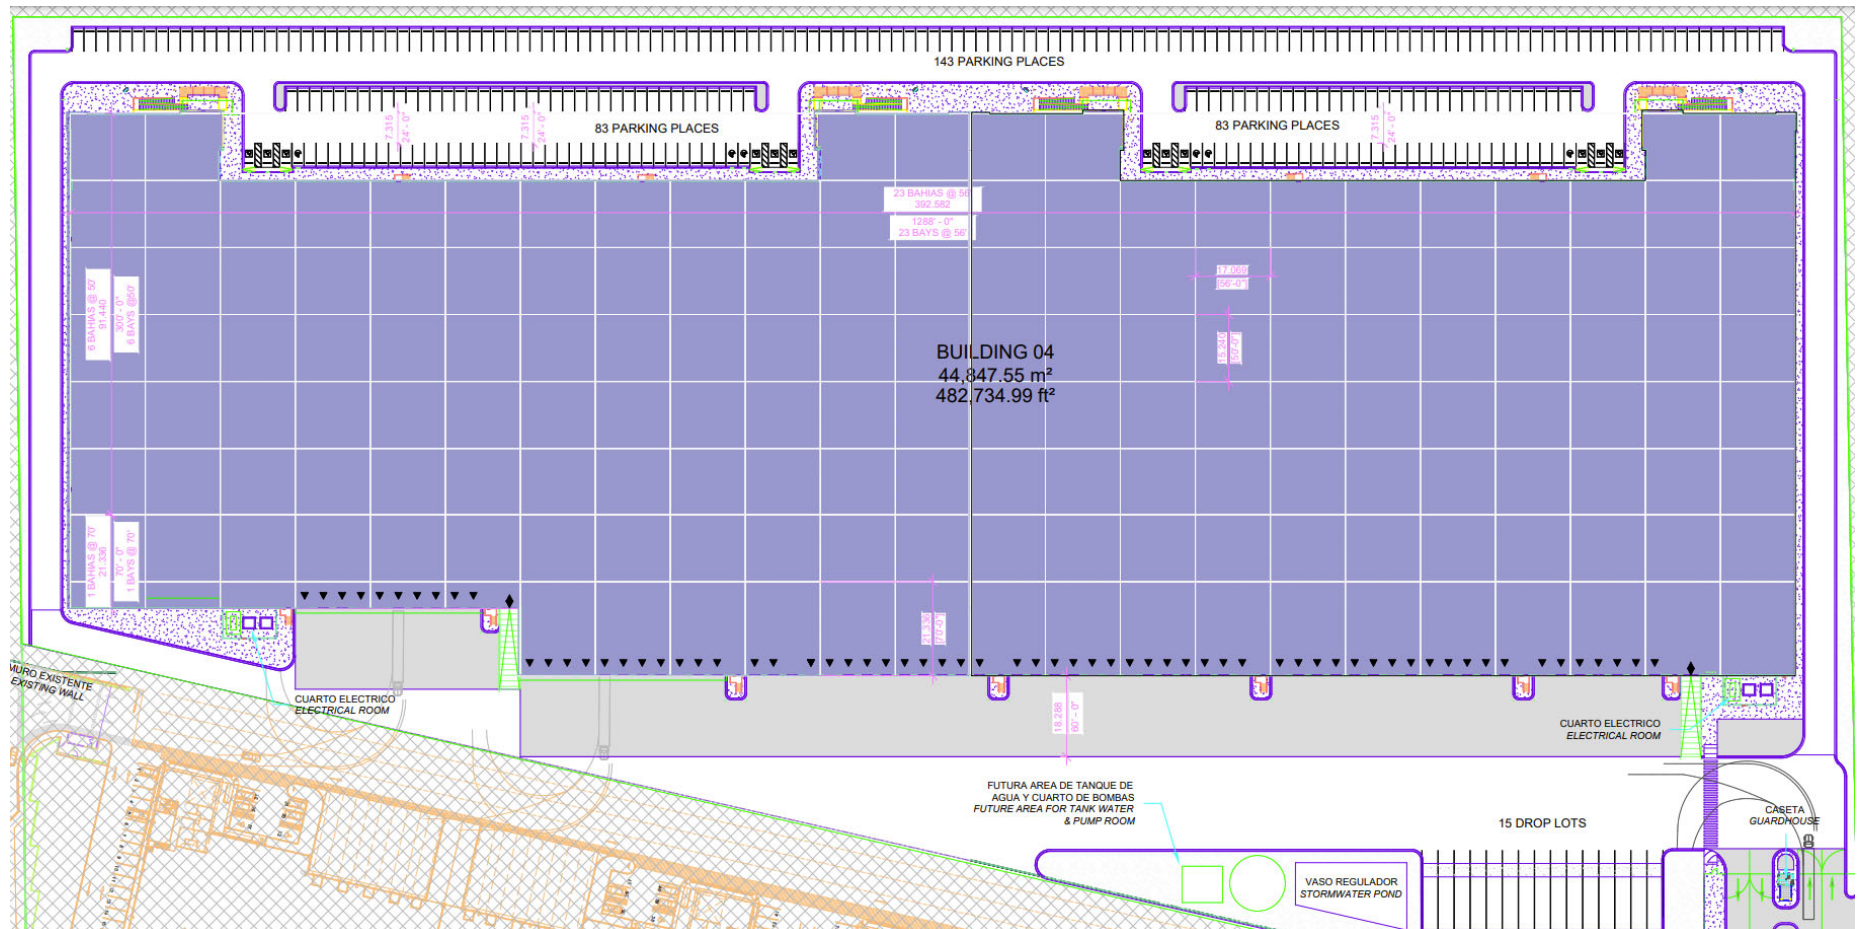 143 PARKING PLACES
83 PARKING PLACES
83 PARKING PLACES
7.315
24' - 0"
7.315
24' - 0"
7.315
24' - 0"
23 BAHIAS @ 56'
392.582
1288' - 0"
23 BAYS @ 56'
6 BAHIAS @ 50'
91.440
300' - 0"
6 BAYS @50'
17.069
[56'-0"]
15.240
[50'-0"]
BUILDING 04
44,847.55 m²
482,734.99 ft²
1 BAHIAS @ 70'
21.336
70' - 0"
1 BAYS @ 70'
21.336
[70'-0"]
18.288
60' - 0"
MURO EXISTENTE
EXISTING WALL
CUARTO ELECTRICO
ELECTRICAL ROOM
CUARTO ELECTRICO
ELECTRICAL ROOM
FUTURA AREA DE TANQUE DE
AGUA Y CUARTO DE BOMBAS
FUTURE AREA FOR TANK WATER
& PUMP ROOM
15 DROP LOTS
CASETA
GUARDHOUSE
VASO REGULADOR
STORMWATER POND